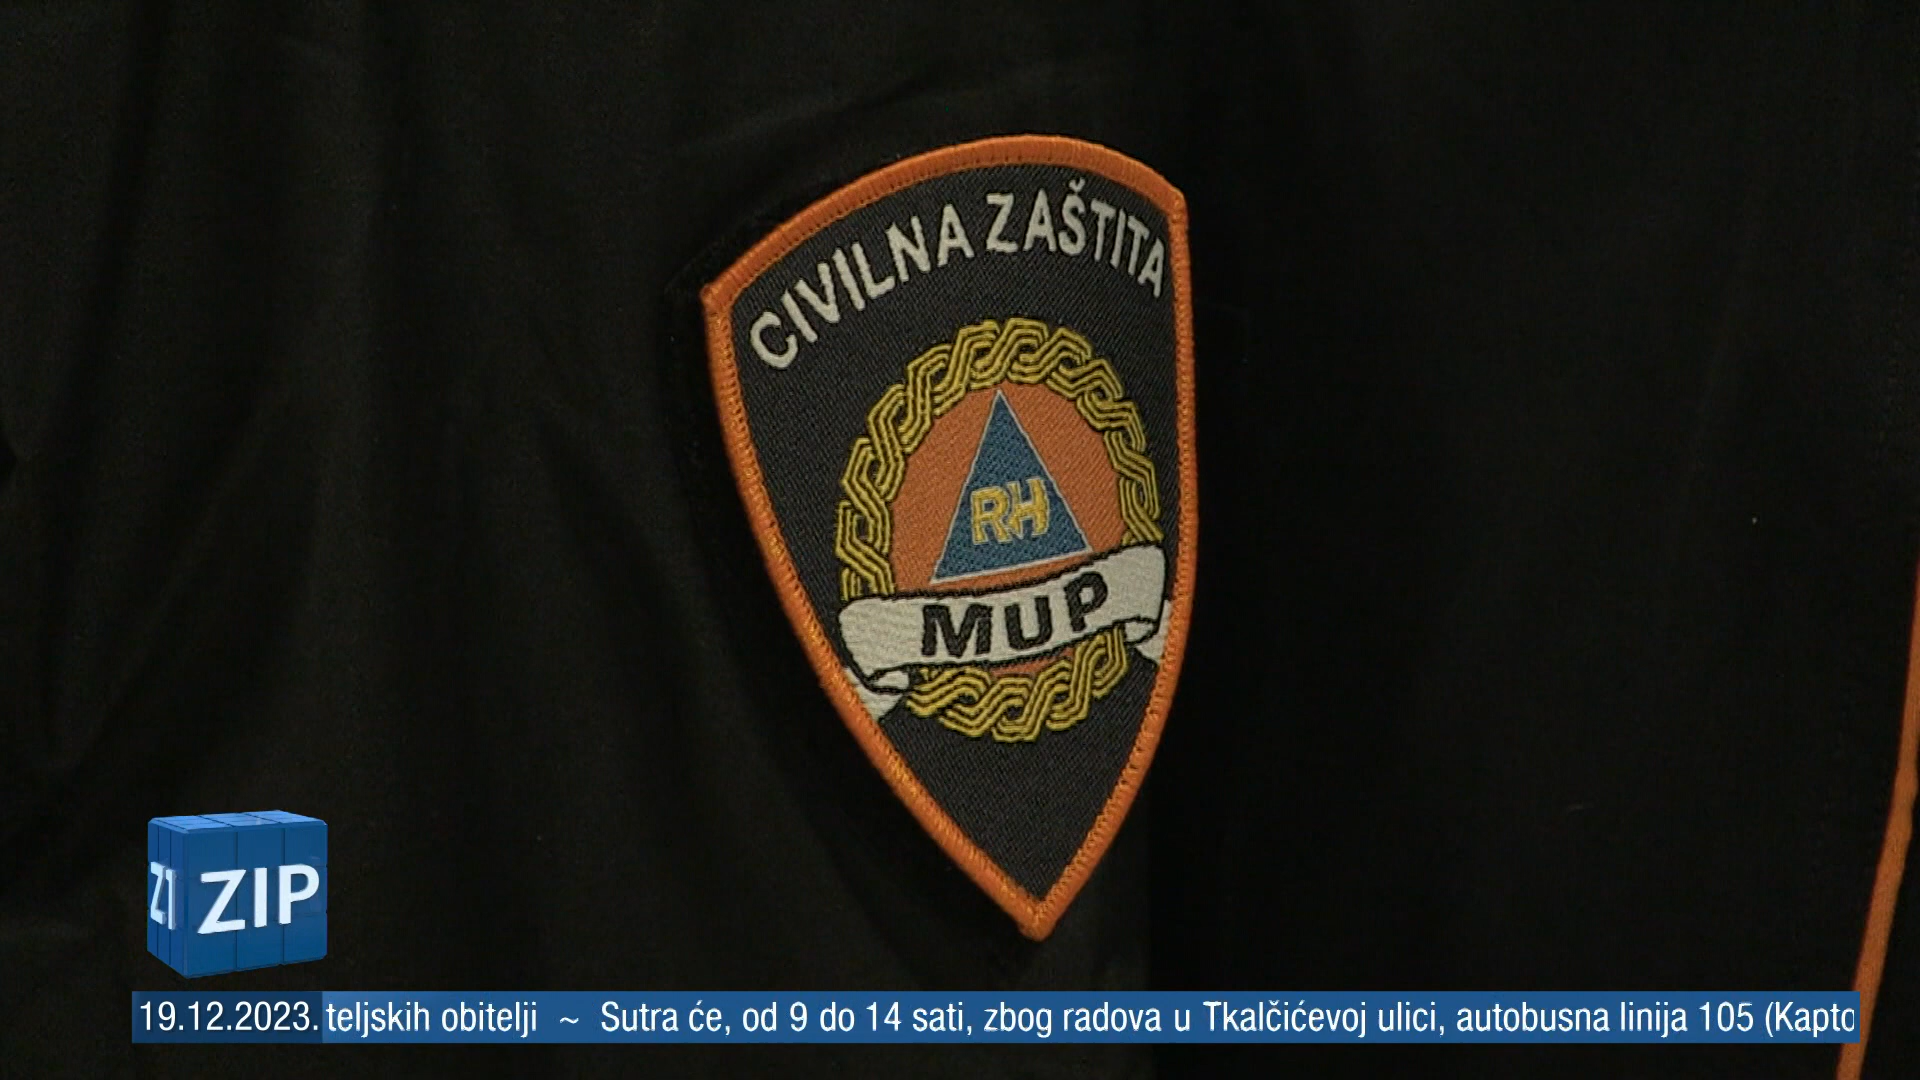 CIVILNA ZAŠTITA
RH
MUP
Z1 ZIP
19.12.2023. teljskih obitelji ~ Sutra će, od 9 do 14 sati, zbog radova u Tkalčićevoj ulici, autobusna linija 105 (Kapto